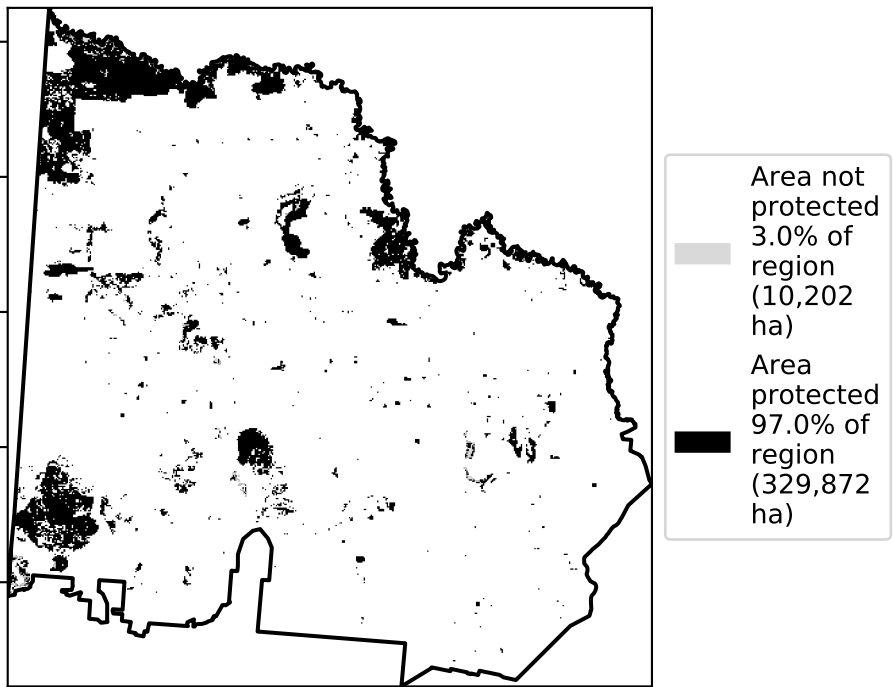 Area not
protected
3.0% of
region
(10,202
ha)
Area
protected
97.0% of
region
(329,872
ha)